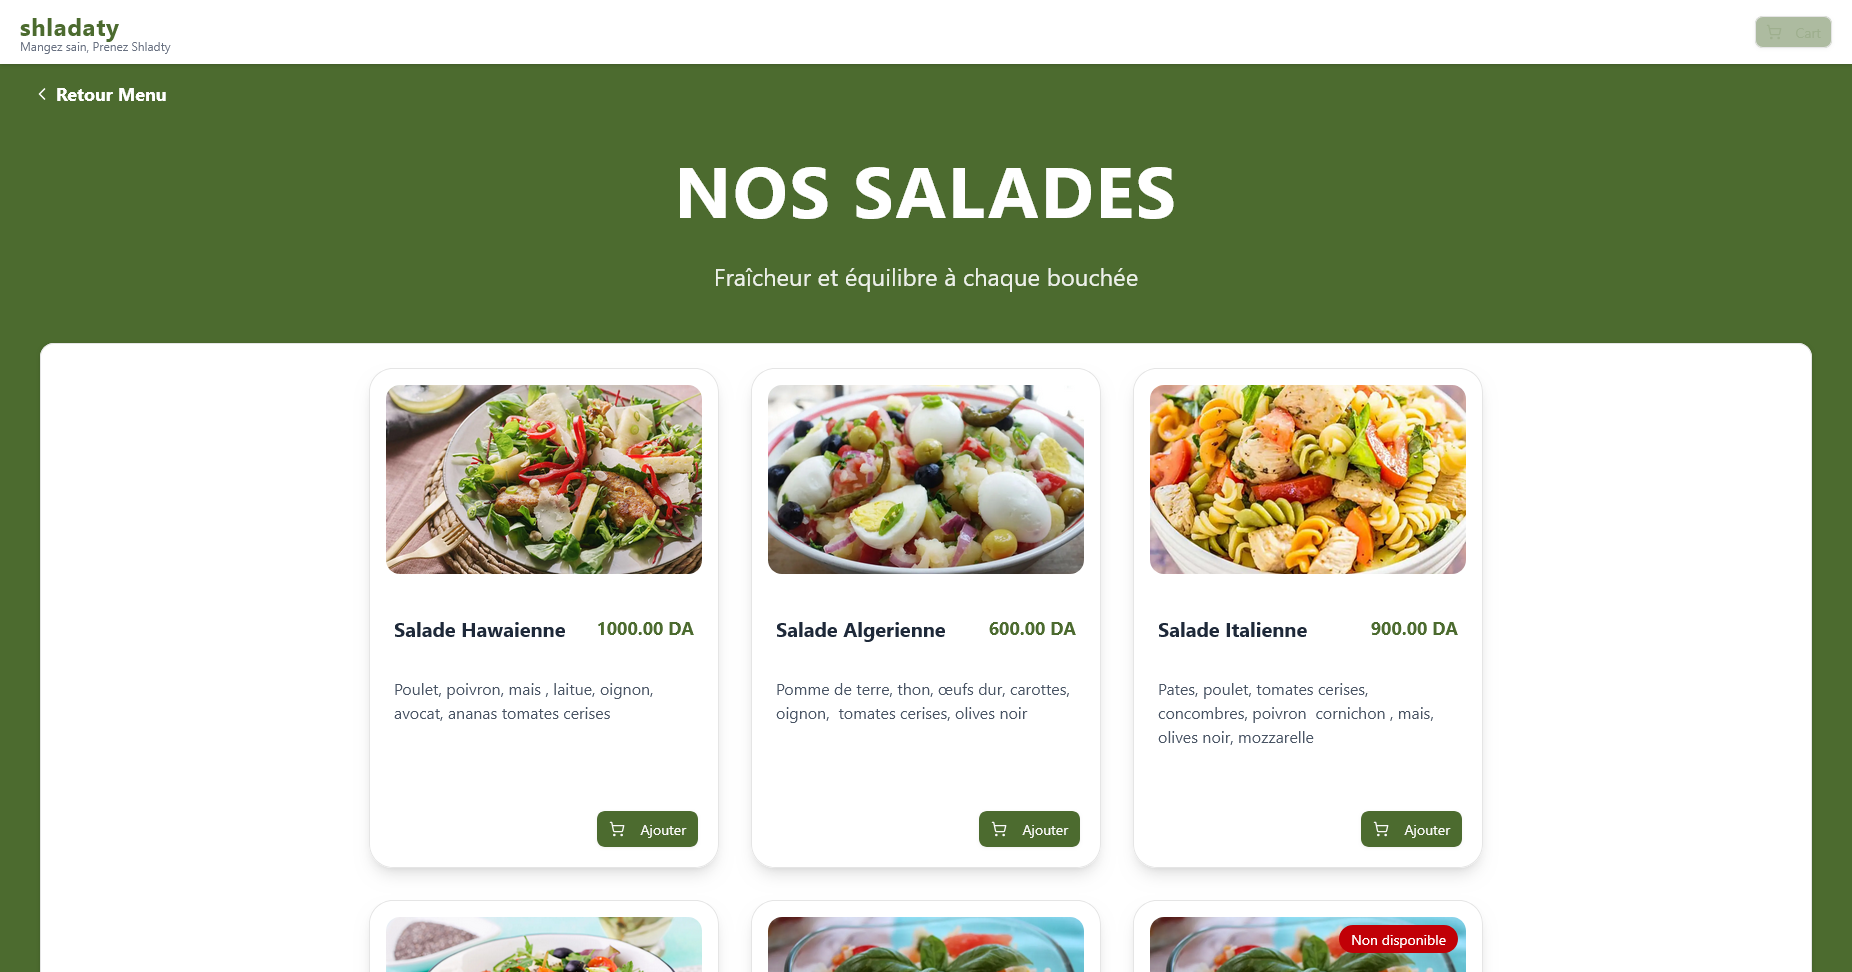 shladaty
Mangez sain, Prenez Shladty
Cart
Retour Menu
NOS SALADES
Fraîcheur et équilibre à chaque bouchée
Salade Hawaienne 1000.00 DA
Poulet, poivron, mais , laitue, oignon,
avocat, ananas tomates cerises
Ajouter
Salade Algerienne 600.00 DA
Pomme de terre, thon, œufs dur, carottes,
oignon,  tomates cerises, olives noir
Ajouter
Salade Italienne 900.00 DA
Pates, poulet, tomates cerises,
concombres, poivron  cornichon , mais,
olives noir, mozzarelle
Ajouter
Non disponible